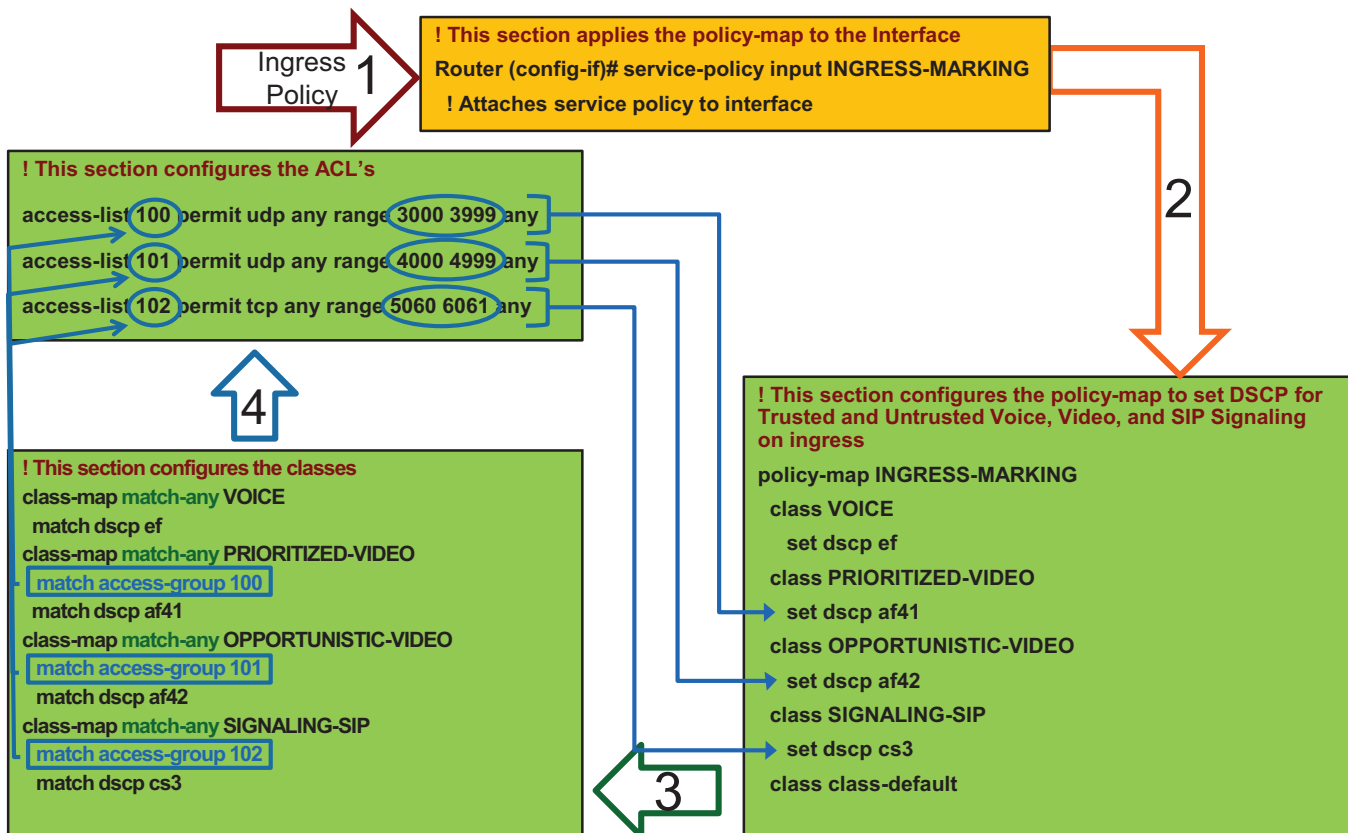 Ingress
Policy
1
! This section applies the policy-map to the Interface
Router (config-if)# service-policy input INGRESS-MARKING
! Attaches service policy to interface
2
! This section configures the ACL's
access-list 100 permit udp any range 3000 3999 any
access-list 101 permit udp any range 4000 4999 any
access-list 102 permit tcp any range 5060 6061 any
4
! This section configures the classes
class-map match-any VOICE
match dscp ef
class-map match-any PRIORITIZED-VIDEO
match access-group 100
match dscp af41
class-map match-any OPPORTUNISTIC-VIDEO
match access-group 101
match dscp af42
class-map match-any SIGNALING-SIP
match access-group 102
match dscp cs3
3
! This section configures the policy-map to set DSCP for
Trusted and Untrusted Voice, Video, and SIP Signaling
on ingress
policy-map INGRESS-MARKING
class VOICE
set dscp ef
class PRIORITIZED-VIDEO
set dscp af41
class OPPORTUNISTIC-VIDEO
set dscp af42
class SIGNALING-SIP
set dscp cs3
class class-default